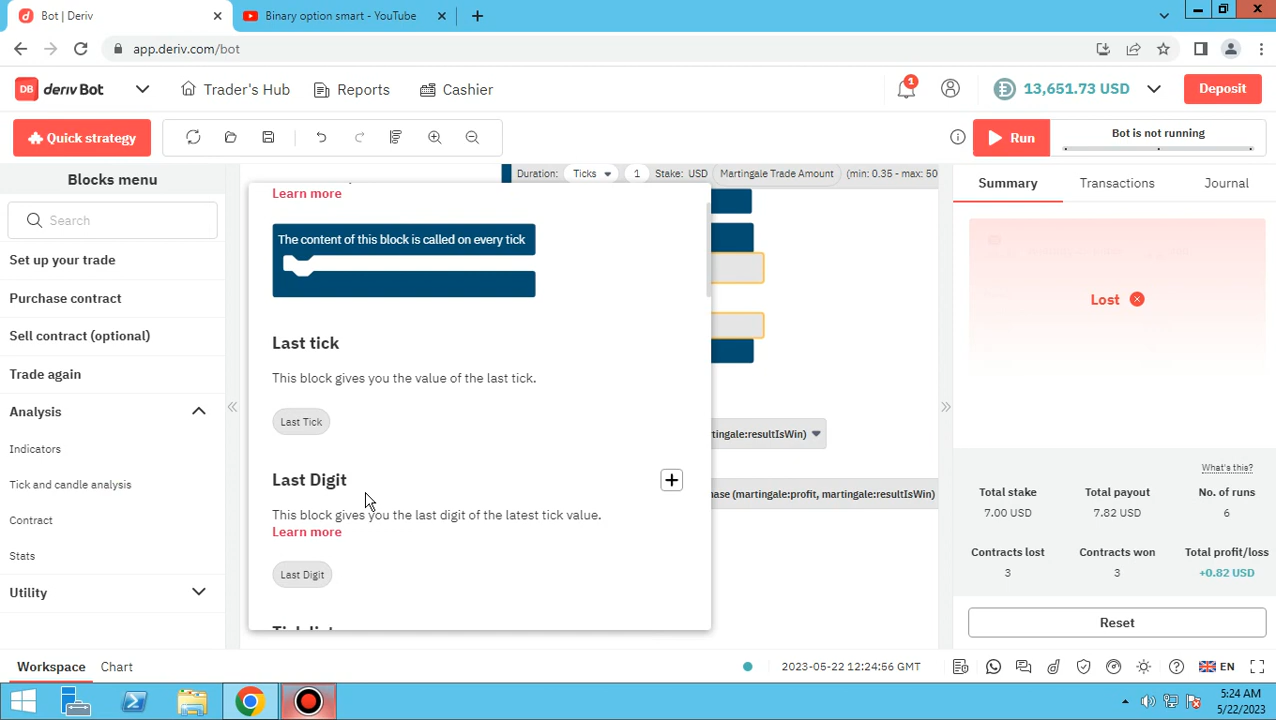 Bot | Deriv
Binary option smart - YouTube
app.deriv.com/bot
DB deriv Bot
Trader's Hub
Reports
Cashier
1
13,651.73 USD
Deposit
Quick strategy
Run
Bot is not running
Blocks menu
Search
Set up your trade
Purchase contract
Sell contract (optional)
Trade again
Analysis
Indicators
Tick and candle analysis
Contract
Stats
Utility
Duration: Ticks 1 Stake: USD Martingale Trade Amount (min: 0.35 - max: 50
Learn more
The content of this block is called on every tick
Last tick
This block gives you the value of the last tick.
Last Tick
Last Digit
This block gives you the last digit of the latest tick value.
Learn more
Last Digit
tingale:resultIsWin)
ase (martingale:profit, martingale:resultIsWin)
Summary
Transactions
Journal
Lost
What's this?
Total stake
Total payout
No. of runs
7.00 USD
7.82 USD
6
Contracts lost
Contracts won
Total profit/loss
3
3
+0.82 USD
Reset
Workspace
Chart
2023-05-22 12:24:56 GMT
EN
5:24 AM
5/22/2023